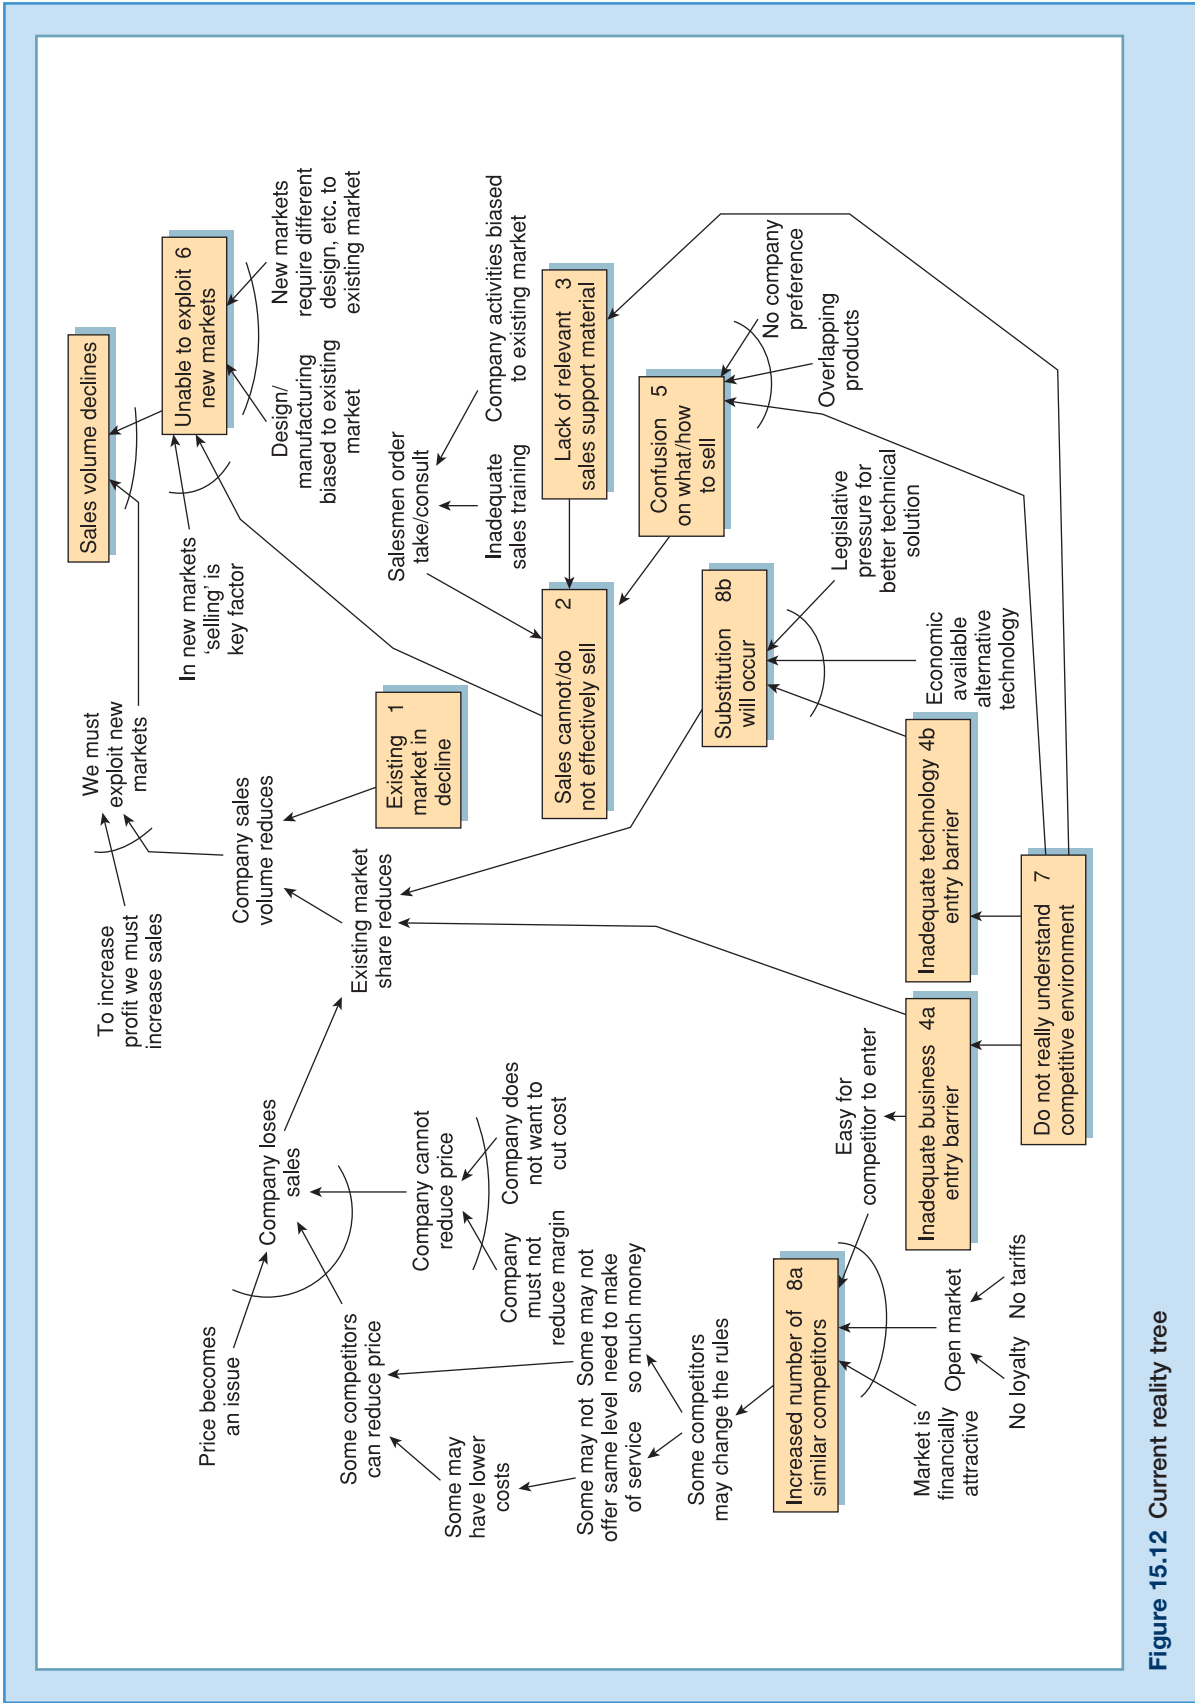 Sales volume declines
To increase
profit we must
increase sales
We must
exploit new
markets
Unable to exploit 6
new markets
In new markets
‘selling’ is
key factor
Design/
manufacturing
biased to existing
market
New markets
require different
design, etc. to
existing market
Price becomes
an issue
Company loses
sales
Company sales
volume reduces
Existing 1
market in
decline
Existing market
share reduces
Some competitors
can reduce price
Company cannot
reduce price
Salesmen order
take/consult
Some may
have lower
costs
Company
must not
reduce margin
Company does
not want to
cut cost
Inadequate
sales training
Company activities biased
to existing market
Some may not
offer same level
of service
Some may not
need to make
so much money
Sales cannot/do 2
not effectively sell
Lack of relevant 3
sales support material
Some competitors
may change the rules
Confusion 5
on what/how
to sell
Substitution 8b
will occur
No company
preference
Overlapping
products
Increased number of 8a
similar competitors
Easy for
competitor to enter
Legislative
pressure for
better technical
solution
Economic
available
alternative
technology
Market is
financially
attractive
Open market
No loyalty
No tariffs
Inadequate business 4a
entry barrier
Inadequate technology 4b
entry barrier
Do not really understand 7
competitive environment
Figure 15.12 Current reality tree